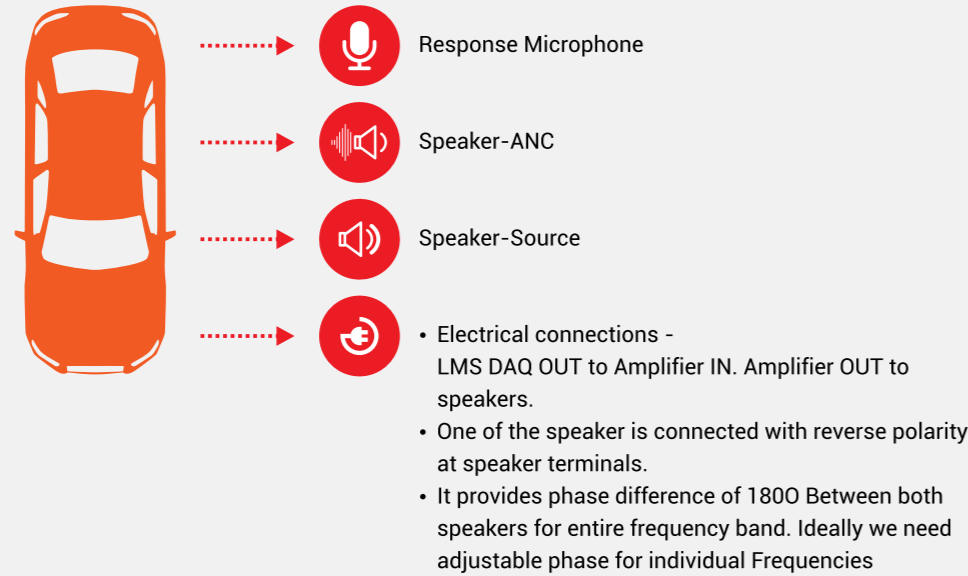 Response Microphone
Speaker-ANC
Speaker-Source
• Electrical connections -
LMS DAQ OUT to Amplifier IN. Amplifier OUT to
speakers.
• One of the speaker is connected with reverse polarity
at speaker terminals.
• It provides phase difference of 180O Between both
speakers for entire frequency band. Ideally we need
adjustable phase for individual Frequencies